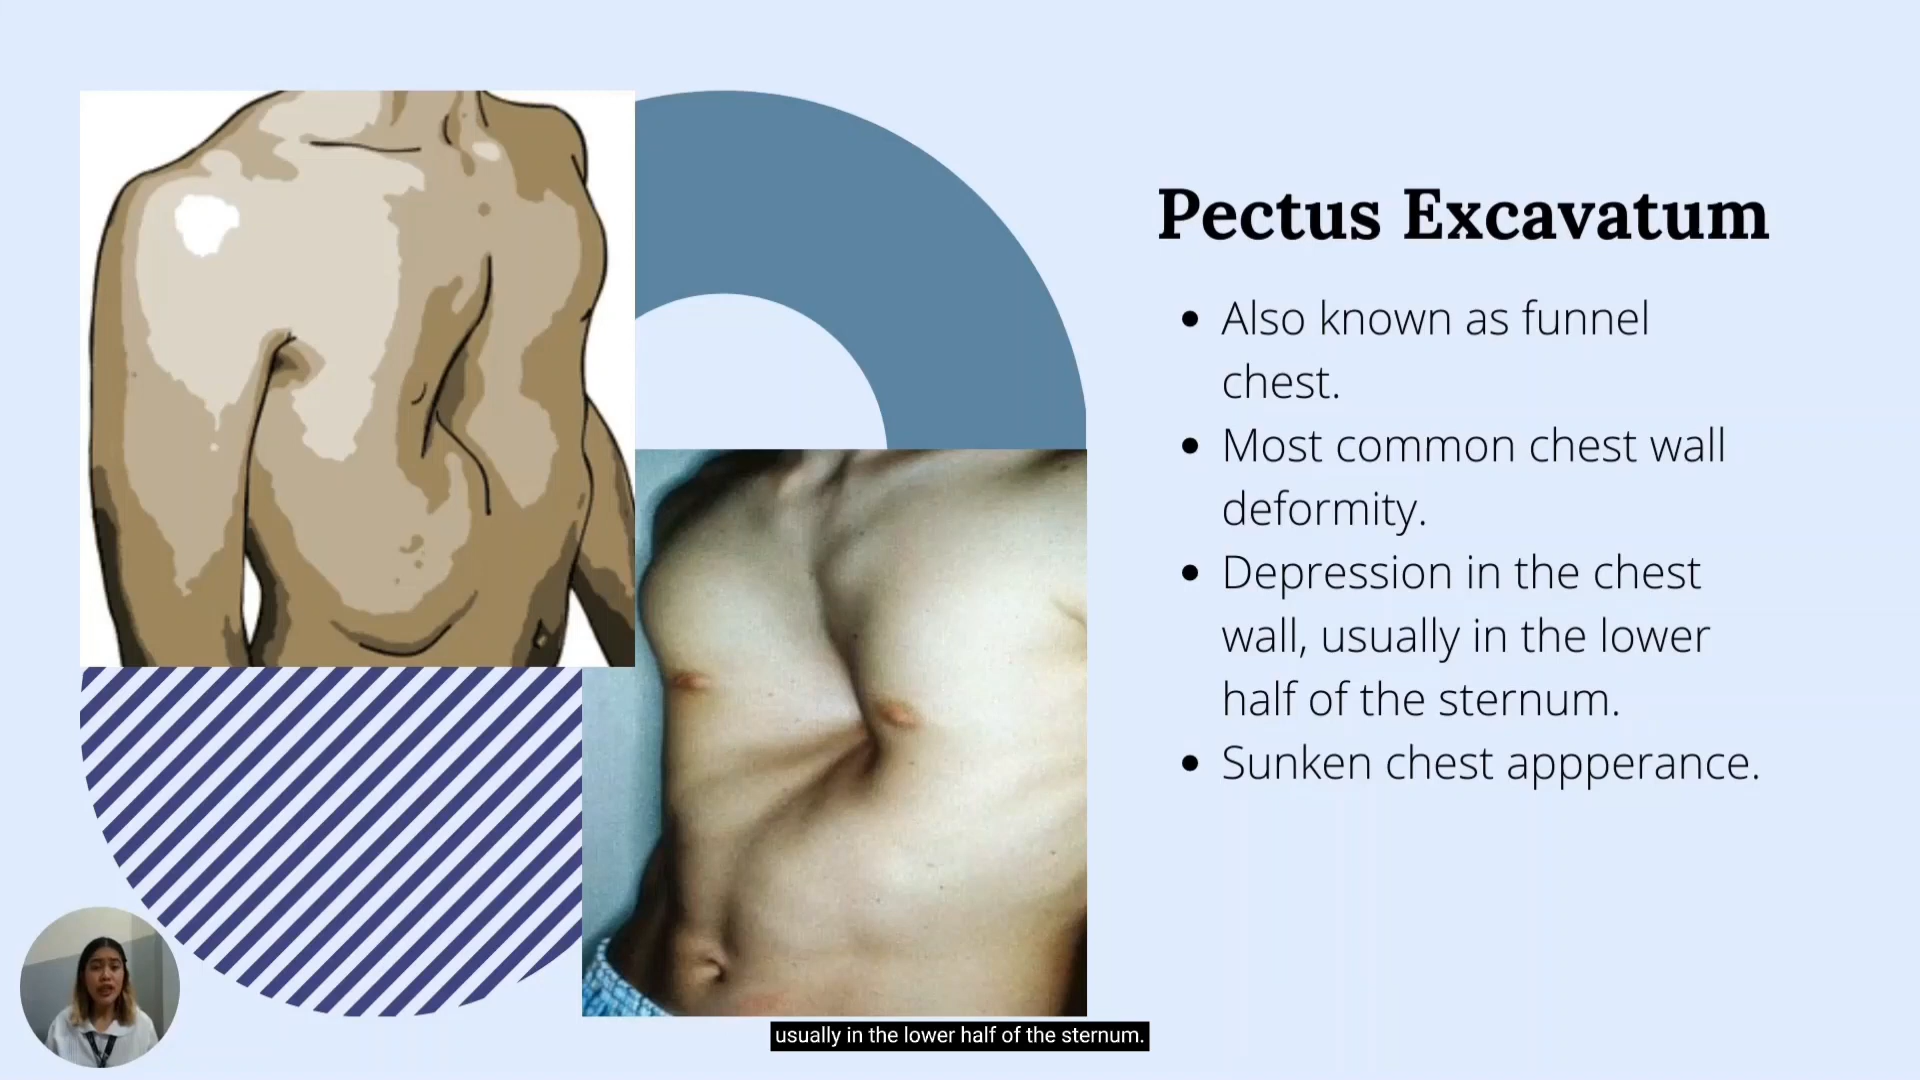 Pectus Excavatum
• Also known as funnel
chest.
• Most common chest wall
deformity.
• Depression in the chest
wall, usually in the lower
half of the sternum.
• Sunken chest appperance.
usually in the lower half of the sternum.